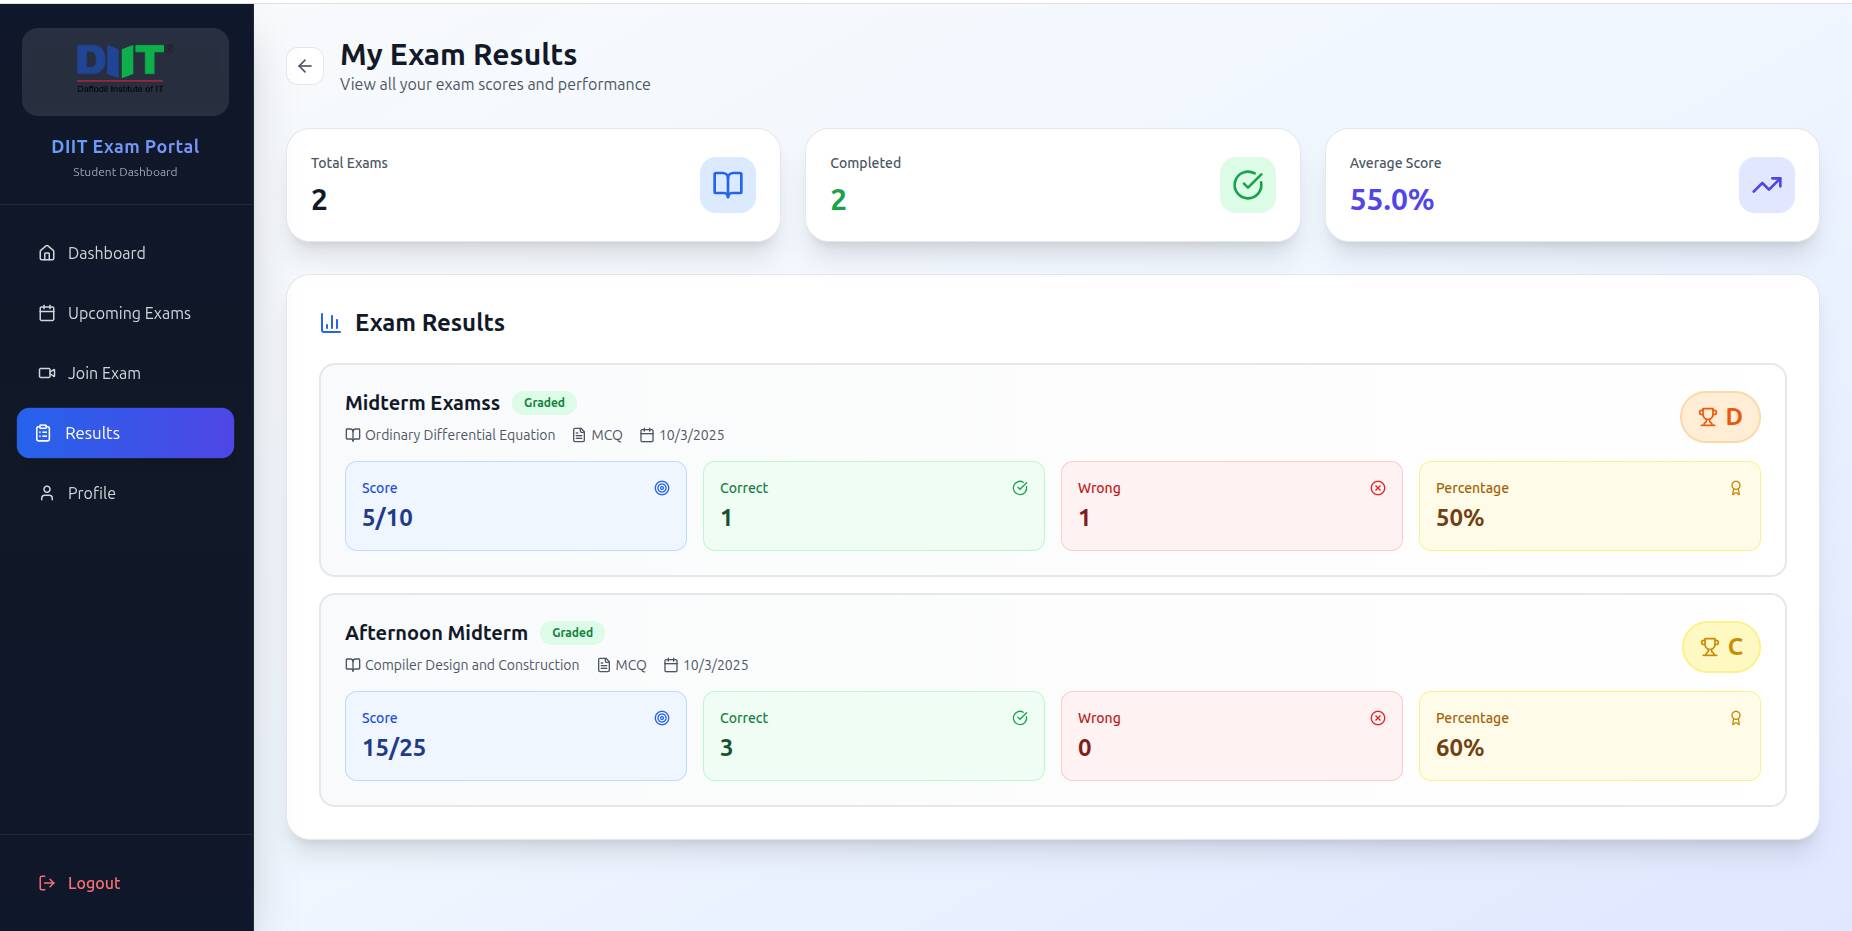 DIIT
Daffodil Institute of IT
DIIT Exam Portal
Student Dashboard
Dashboard
Upcoming Exams
Join Exam
Results
Profile
Logout
My Exam Results
View all your exam scores and performance
Total Exams
2
Completed
2
Average Score
55.0%
Exam Results
Midterm Examss Graded
Ordinary Differential Equation MCQ 10/3/2025
D
Score
5/10
Correct
1
Wrong
1
Percentage
50%
Afternoon Midterm Graded
Compiler Design and Construction MCQ 10/3/2025
C
Score
15/25
Correct
3
Wrong
0
Percentage
60%